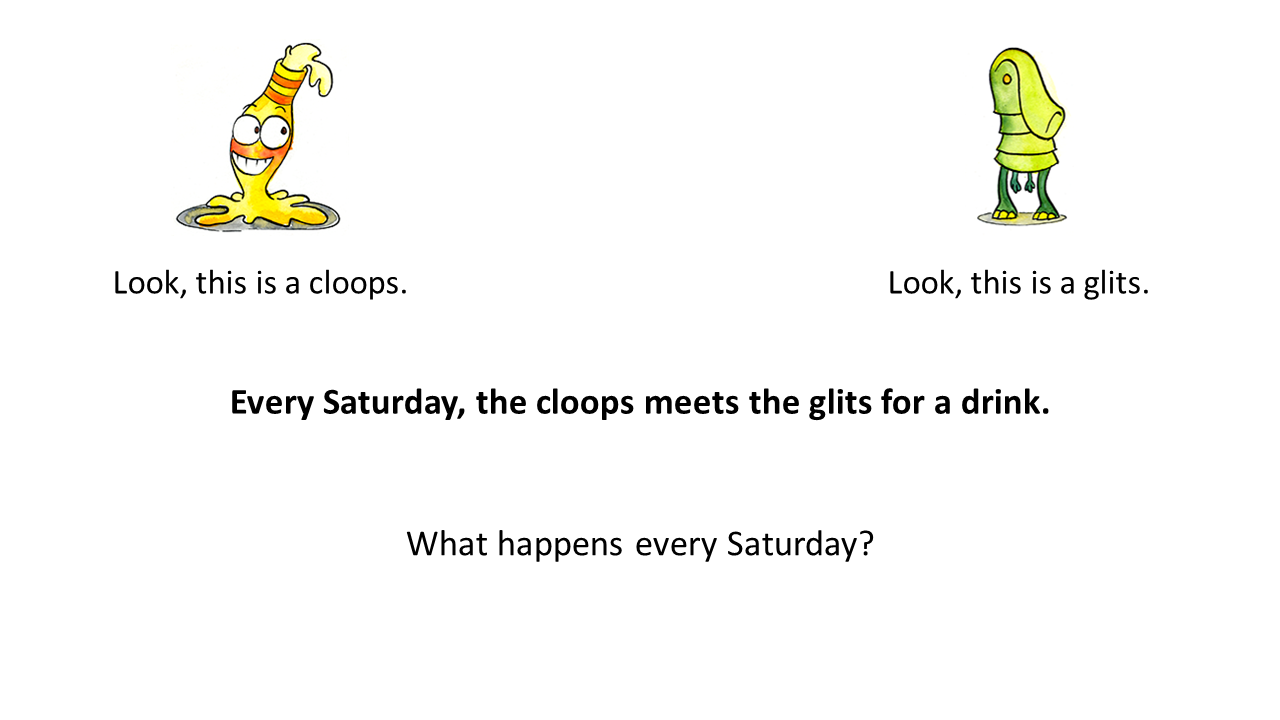 Look, this is a cloops.
Look, this is a glits.
Every Saturday, the cloops meets the glits for a drink.
What happens every Saturday?